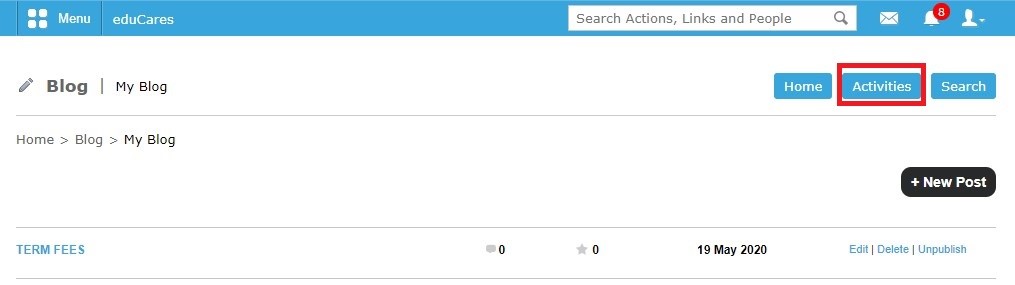 Menu eduCares Search Actions, Links and People 8
Blog | My Blog Home Activities Search
Home > Blog > My Blog
+ New Post
TERM FEES 0 0 19 May 2020 Edit | Delete | Unpublish